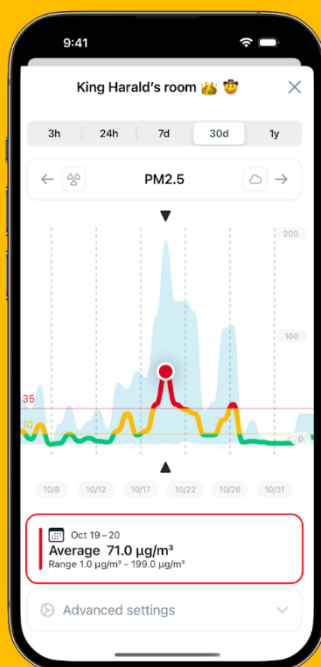 9:41
King Harald's room 👑 🤠
3h 24h 7d 30d 1y
PM2.5
200
100
35
10
0
10/8 10/12 10/17 10/22 10/26 10/31
Oct 19–20
Average 71.0 µg/m³
Range 1.0 µg/m³ - 199.0 µg/m³
Advanced settings